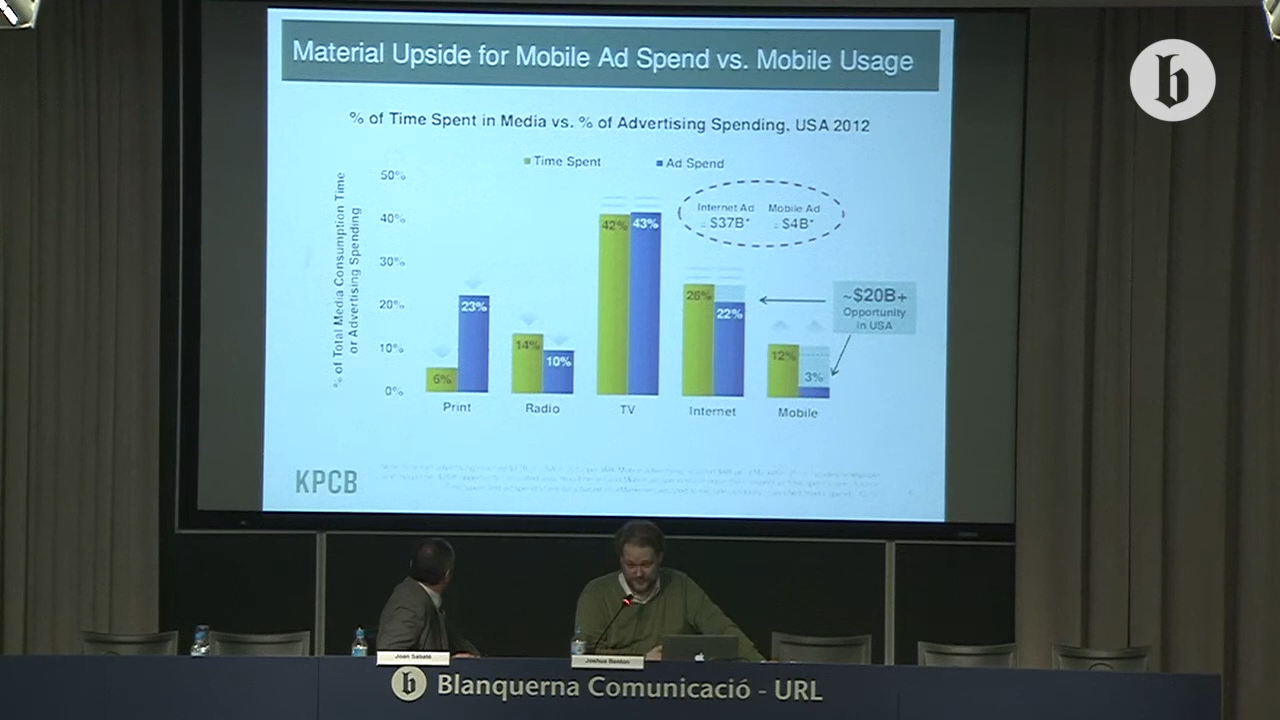 Material Upside for Mobile Ad Spend vs. Mobile Usage
b
% of Time Spent in Media vs. % of Advertising Spending, USA 2012
Time Spent
Ad Spend
% of Total Media Consumption Time
or Advertising Spending
50%
40%
30%
20%
10%
0%
6%
23%
14%
10%
42%
43%
26%
22%
12%
3%
Internet Ad
Mobile Ad
$37B*
$4B*
~$20B+
Opportunity
in USA
Print
Radio
TV
Internet
Mobile
KPCB
Joan Sabaté
Joshua Benton
b Blanquerna Comunicació - URL